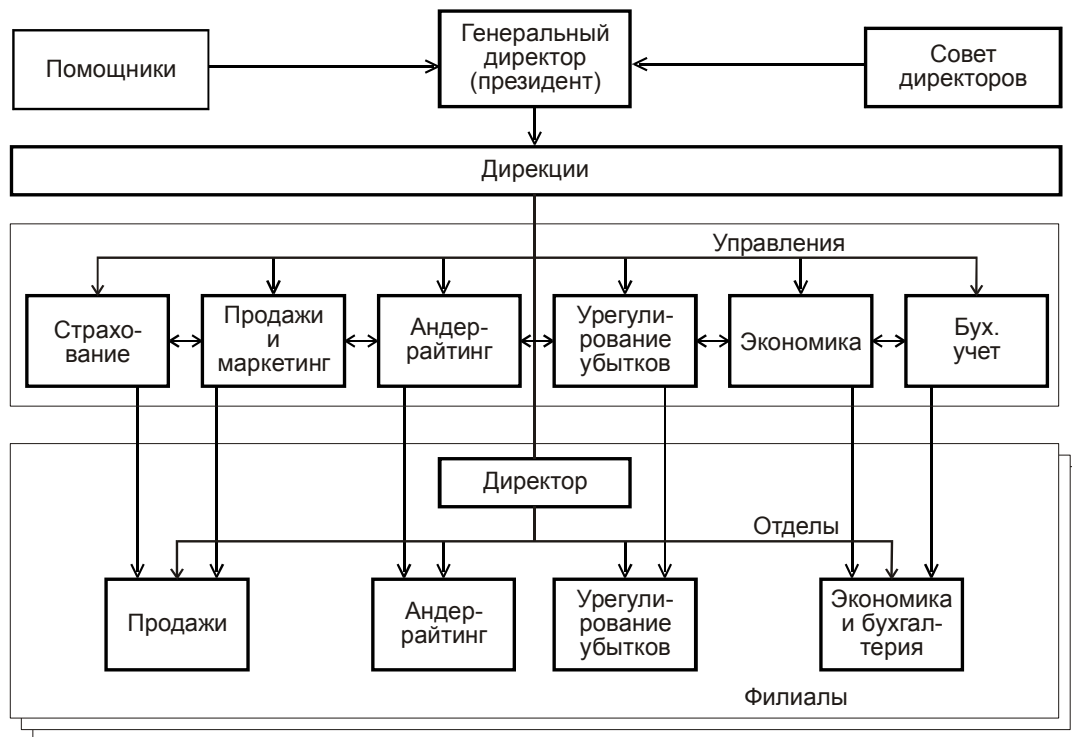 Помощники
Генеральный
директор
(президент)
Совет
директоров
Дирекции
Управления
Страхо-
вание
Продажи
и
маркетинг
Андер-
райтинг
Урегули-
рование
убытков
Экономика
Бух.
учет
Директор
Отделы
Продажи
Андер-
райтинг
Урегули-
рование
убытков
Экономика
и бухгал-
терия
Филиалы